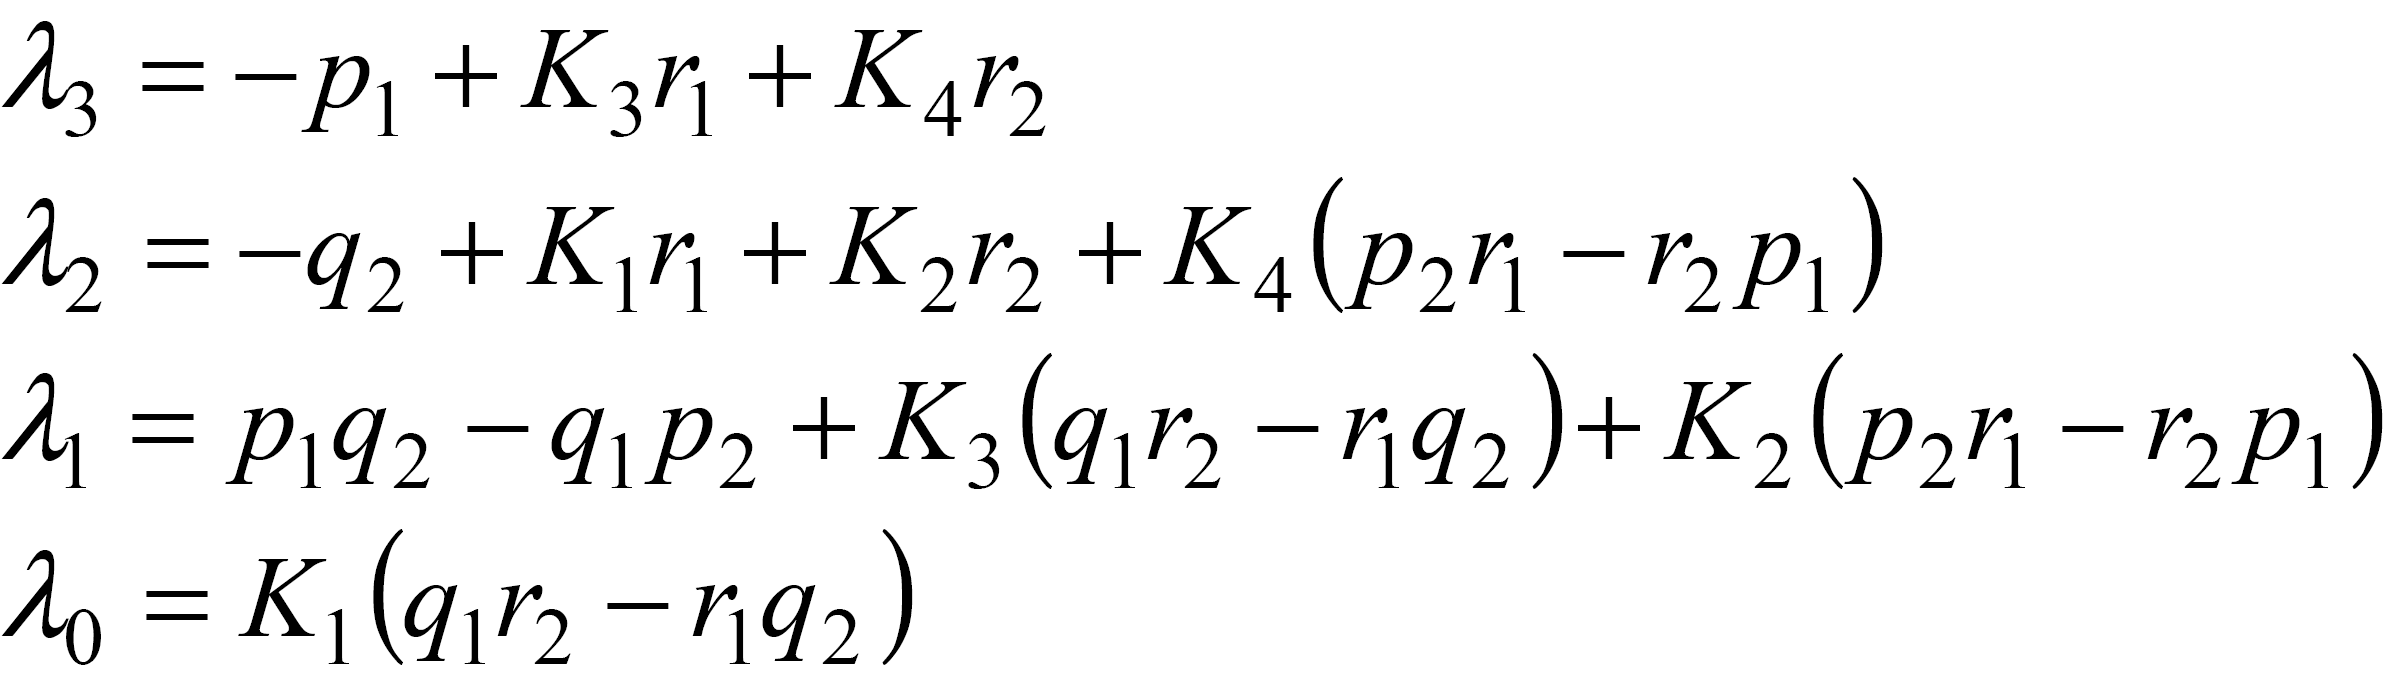 λ₃ = −p₁ + K₃r₁ + K₄r₂
λ₂ = −q₂ + K₁r₁ + K₂r₂ + K₄(p₂r₁ − r₂p₁)
λ₁ = p₁q₂ − q₁p₂ + K₃(q₁r₂ − r₁q₂) + K₂(p₂r₁ − r₂p₁)
λ₀ = K₁(q₁r₂ − r₁q₂)